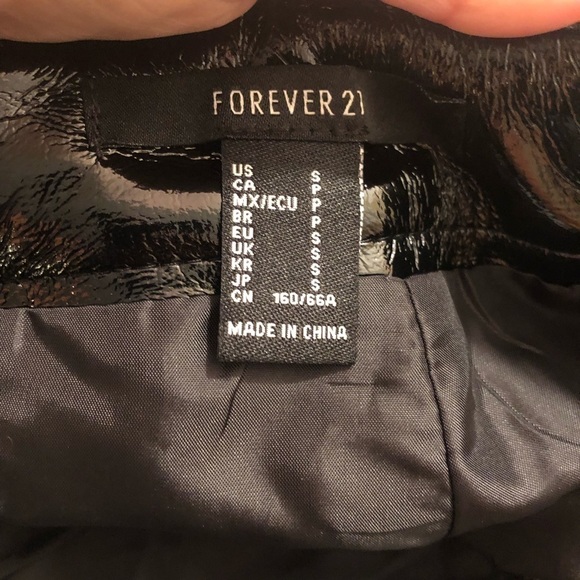 FOREVER 21
US S
CA P
MX/ECU P
BR P
EU S
UK S
KR S
JP S
CN 160/66A
MADE IN CHINA